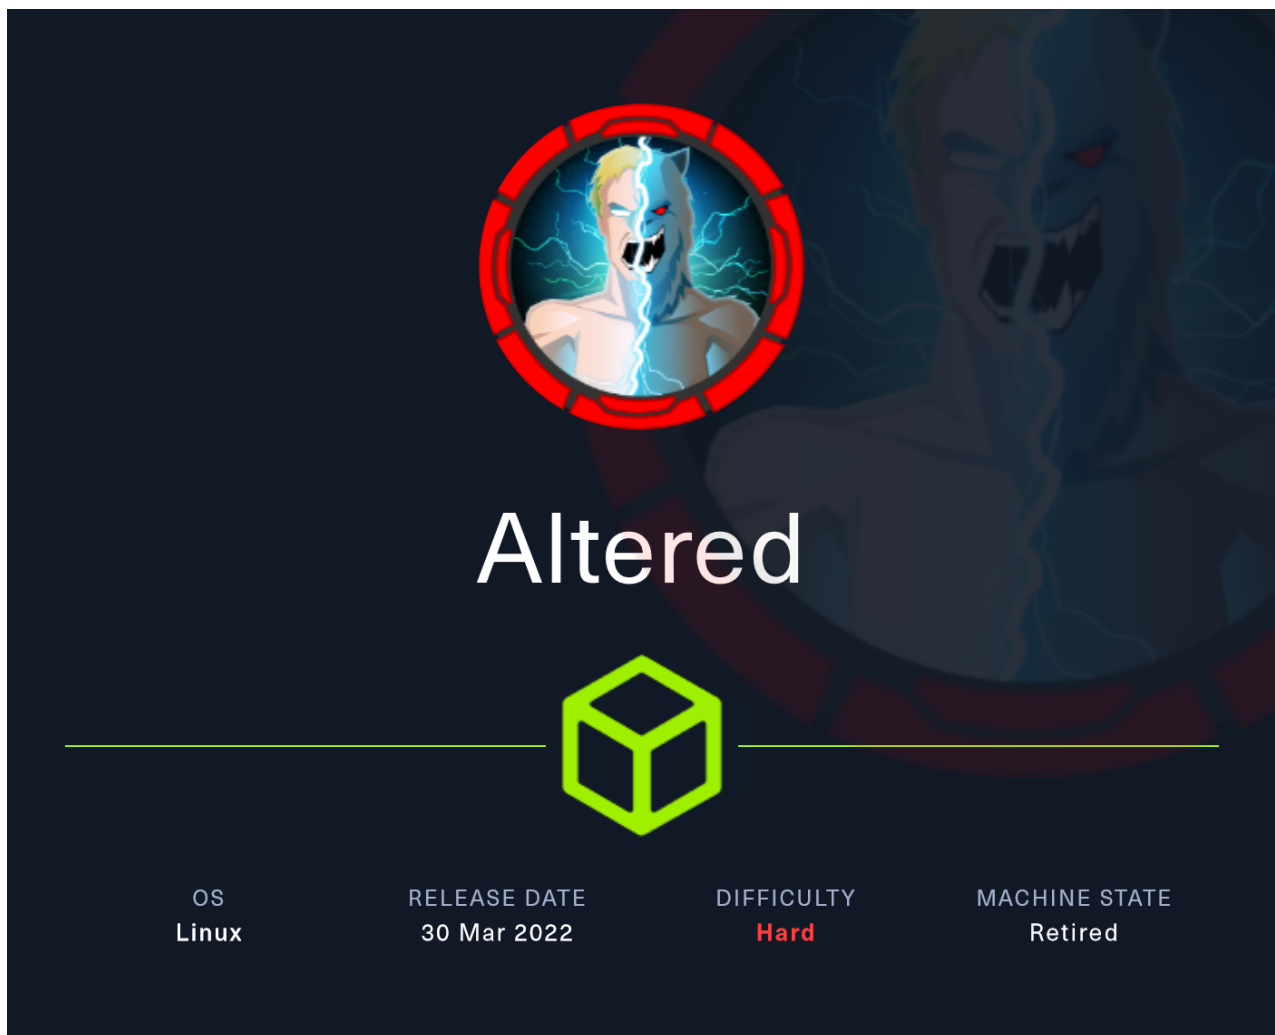 Altered
OS RELEASE DATE DIFFICULTY MACHINE STATE
Linux 30 Mar 2022 Hard Retired